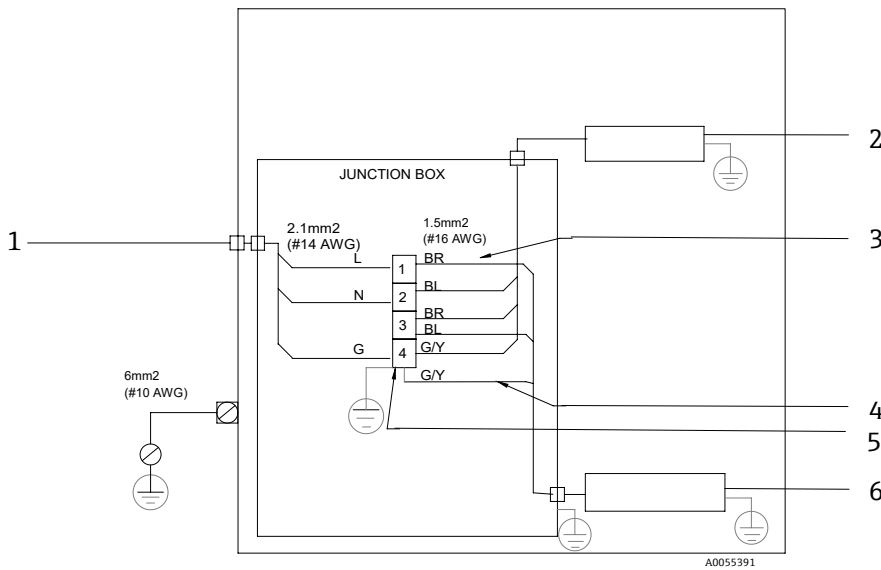 JUNCTION BOX
2
1
2.1mm2
(#14 AWG)
1.5mm2
(#16 AWG)
3
L
1
BR
N
2
BL
3
BR
BL
G
4
G/Y
G/Y
6mm2
(#10 AWG)
4
5
6
A0055391